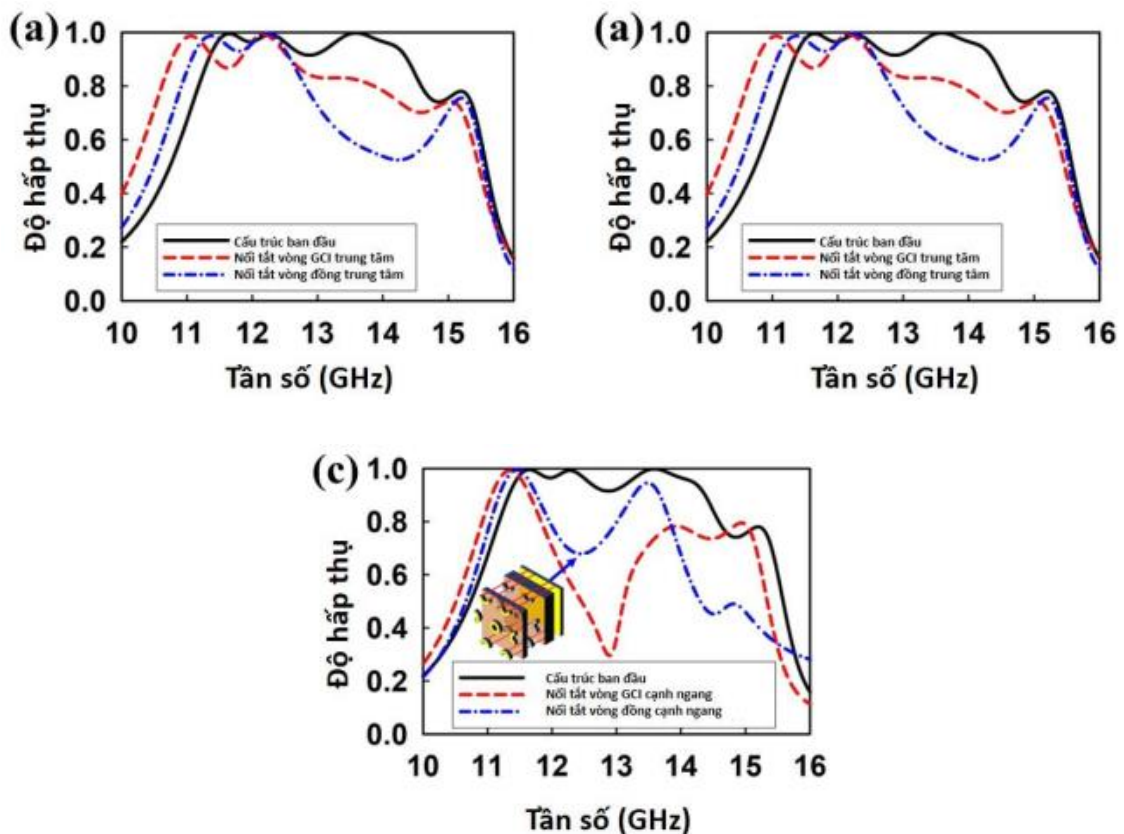 (a)
Độ hấp thụ
1.0
0.8
0.6
0.4
0.2
0.0
Cấu trúc ban đầu
Nối tắt vòng GCI trung tâm
Nối tắt vòng đồng trung tâm
10 11 12 13 14 15 16
Tần số (GHz)
(a)
Độ hấp thụ
1.0
0.8
0.6
0.4
0.2
0.0
Cấu trúc ban đầu
Nối tắt vòng GCI trung tâm
Nối tắt vòng đồng trung tâm
10 11 12 13 14 15 16
Tần số (GHz)
(c)
Độ hấp thụ
1.0
0.8
0.6
0.4
0.2
0.0
Cấu trúc ban đầu
Nối tắt vòng GCI cạnh ngang
Nối tắt vòng đồng cạnh ngang
10 11 12 13 14 15 16
Tần số (GHz)